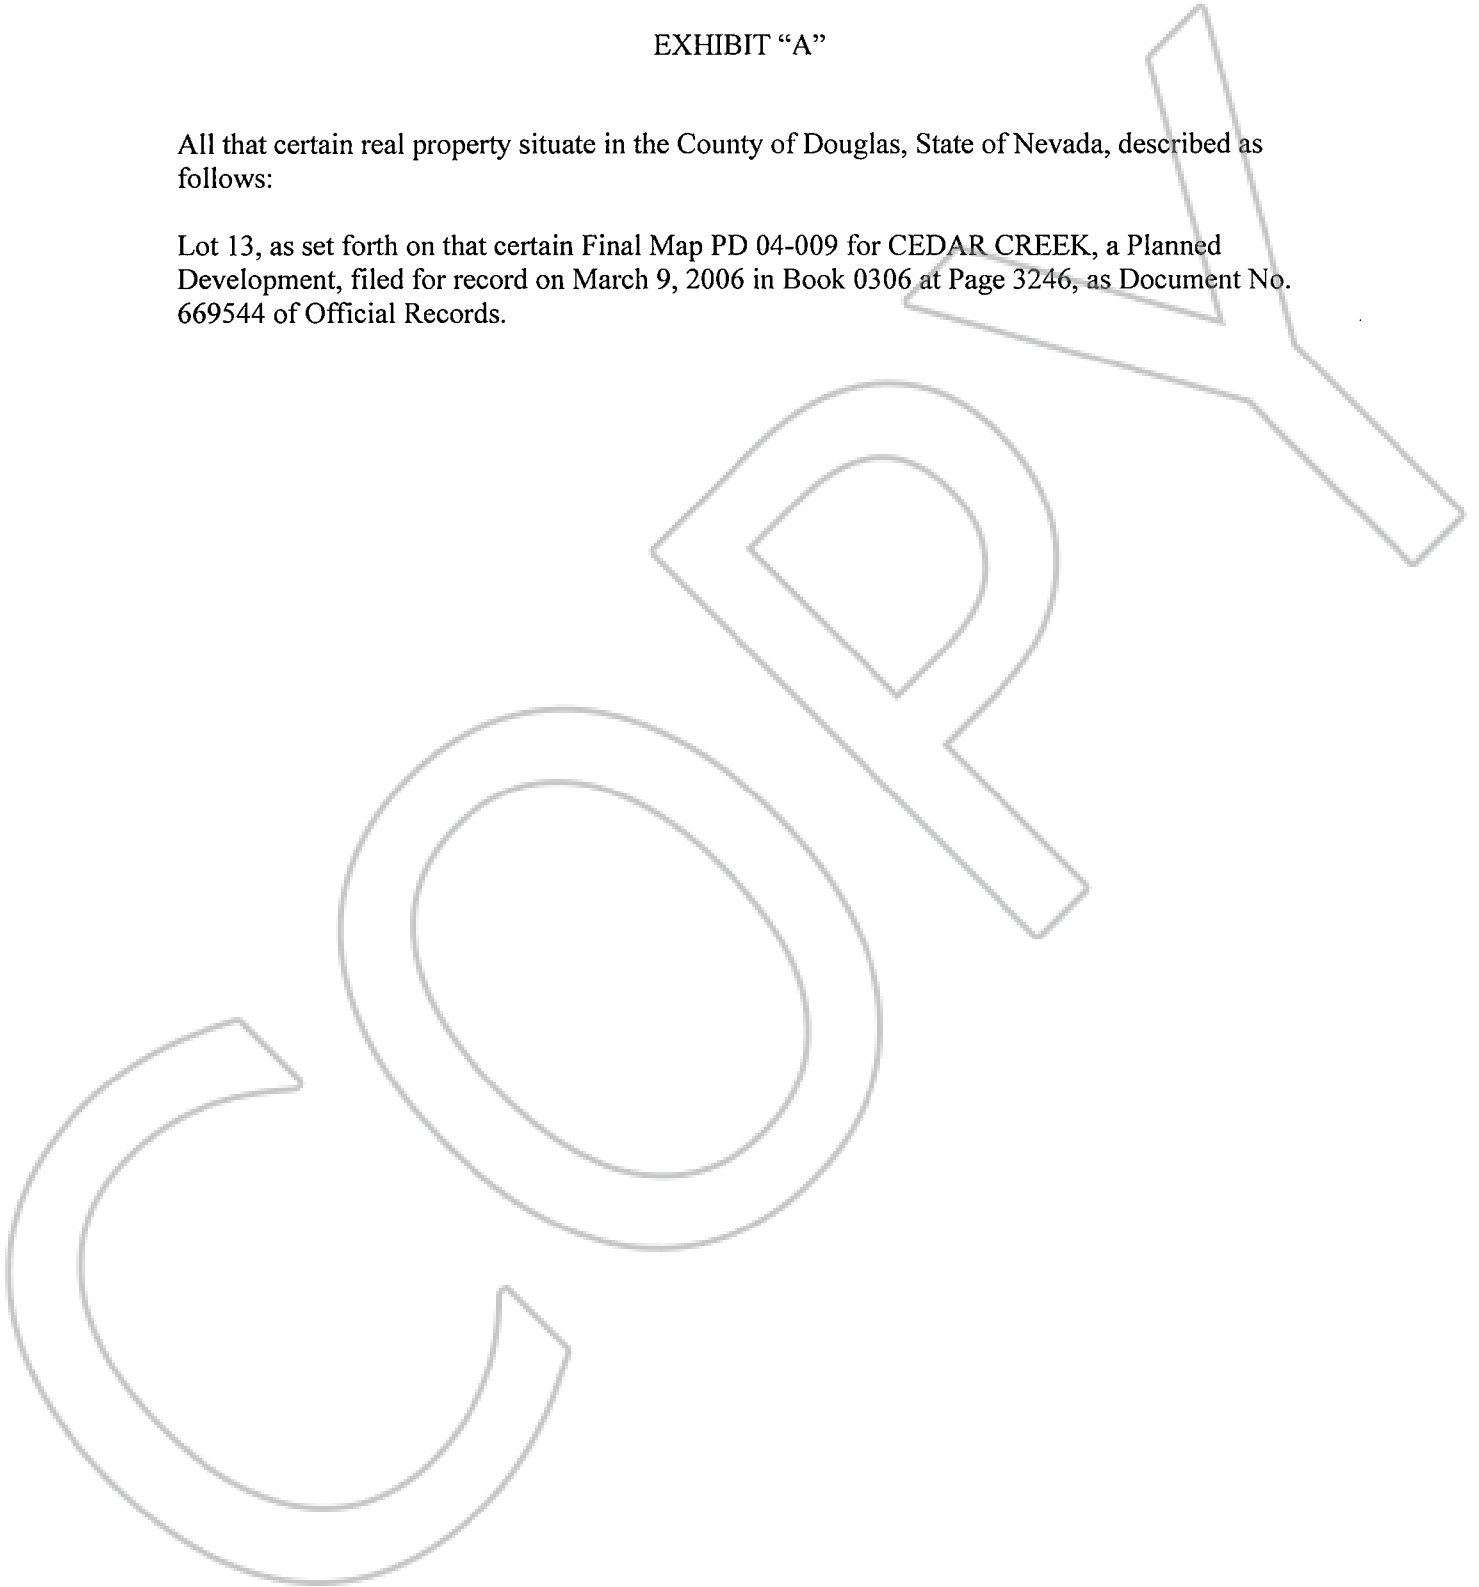 EXHIBIT “A”
All that certain real property situate in the County of Douglas, State of Nevada, described as
follows:
Lot 13, as set forth on that certain Final Map PD 04-009 for CEDAR CREEK, a Planned
Development, filed for record on March 9, 2006 in Book 0306 at Page 3246, as Document No.
669544 of Official Records.
COPY